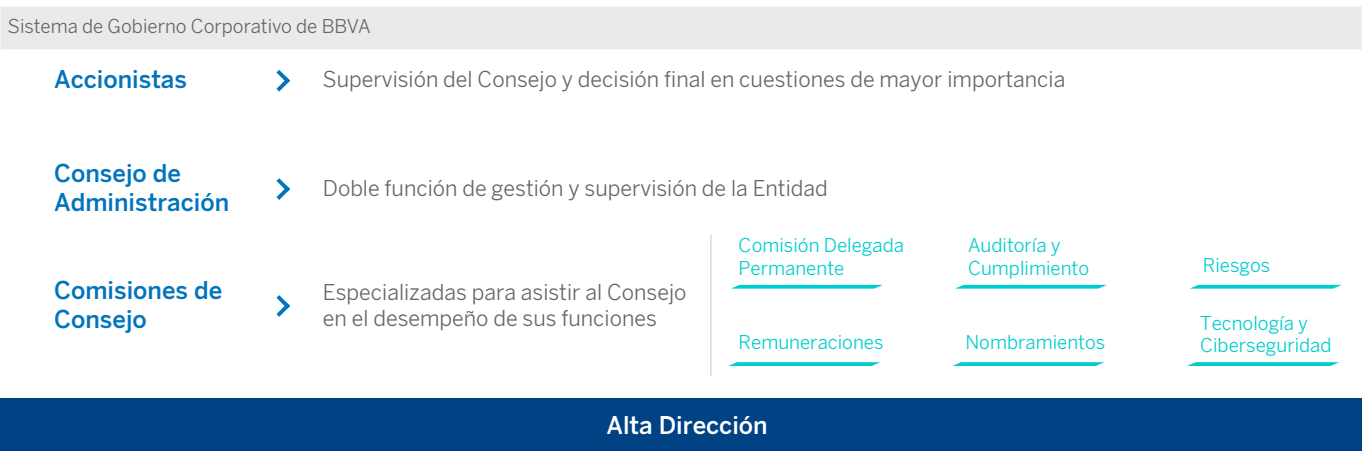 Sistema de Gobierno Corporativo de BBVA
Accionistas
Supervisión del Consejo y decisión final en cuestiones de mayor importancia
Consejo de
Administración
Doble función de gestión y supervisión de la Entidad
Comisiones de
Consejo
Especializadas para asistir al Consejo
en el desempeño de sus funciones
Comisión Delegada
Permanente
Auditoría y
Cumplimiento
Riesgos
Remuneraciones
Nombramientos
Tecnología y
Ciberseguridad
Alta Dirección